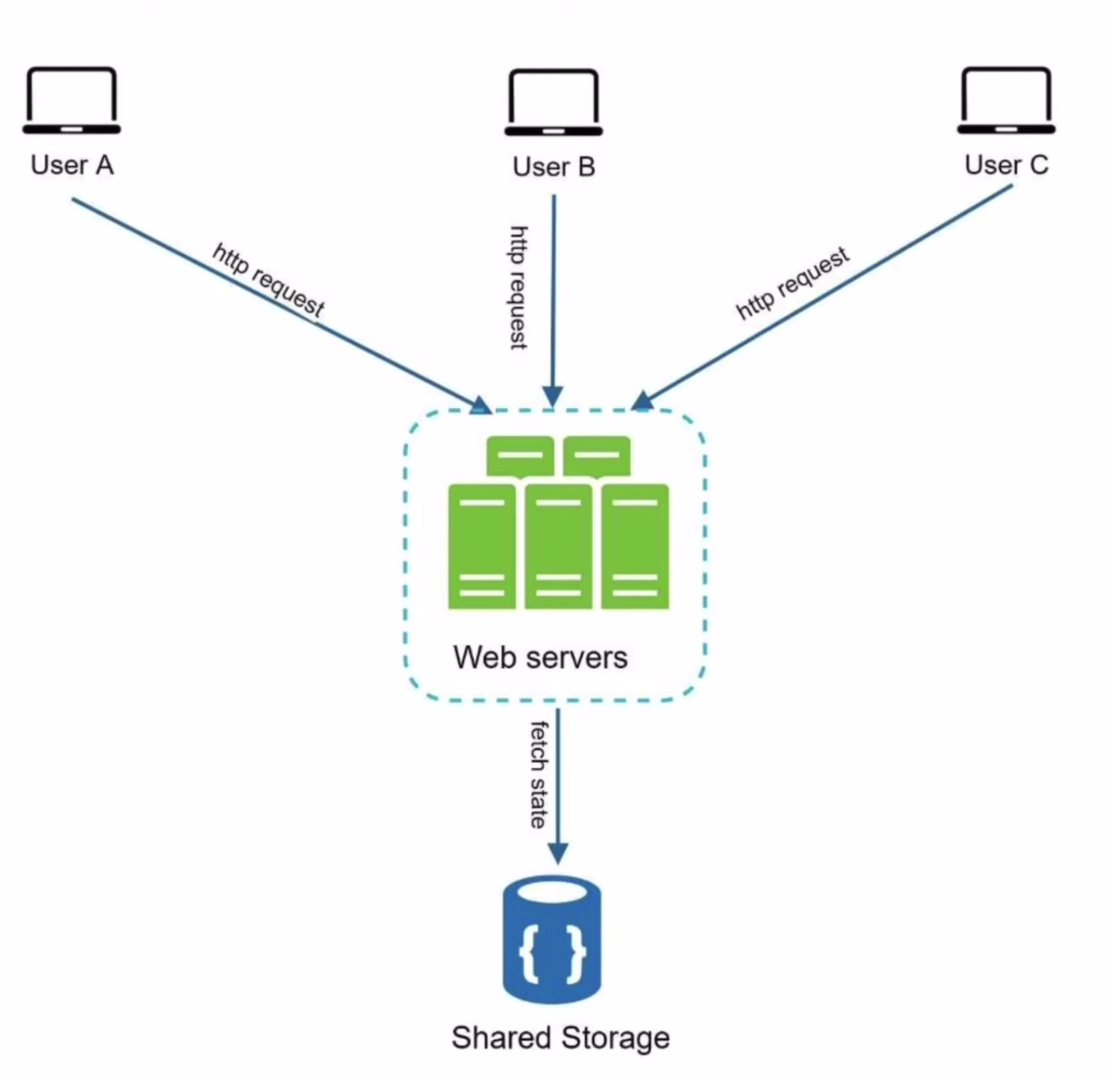 User A
User B
User C
http request
http request
http request
Web servers
fetch state
{ }
Shared Storage